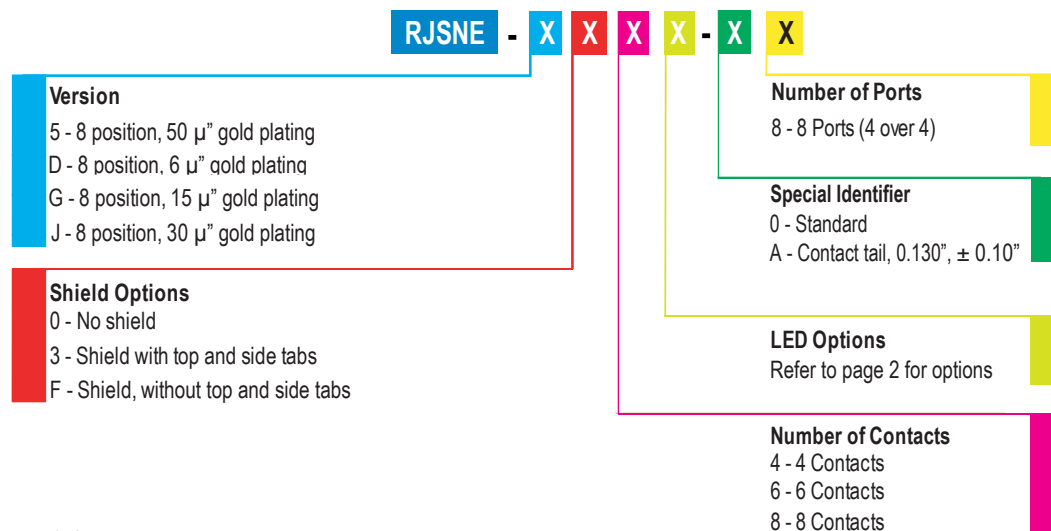 RJSNE - X X X X - X X
Version
5 - 8 position, 50 µ” gold plating
D - 8 position, 6 µ” gold plating
G - 8 position, 15 µ” gold plating
J - 8 position, 30 µ” gold plating
Shield Options
0 - No shield
3 - Shield with top and side tabs
F - Shield, without top and side tabs
Number of Ports
8 - 8 Ports (4 over 4)
Special Identifier
0 - Standard
A - Contact tail, 0.130”, ± 0.10”
LED Options
Refer to page 2 for options
Number of Contacts
4 - 4 Contacts
6 - 6 Contacts
8 - 8 Contacts